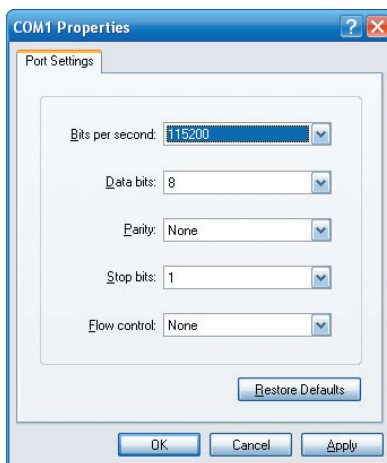 COM1 Properties
Port Settings
Bits per second: 115200
Data bits: 8
Parity: None
Stop bits: 1
Flow control: None
Restore Defaults
OK Cancel Apply